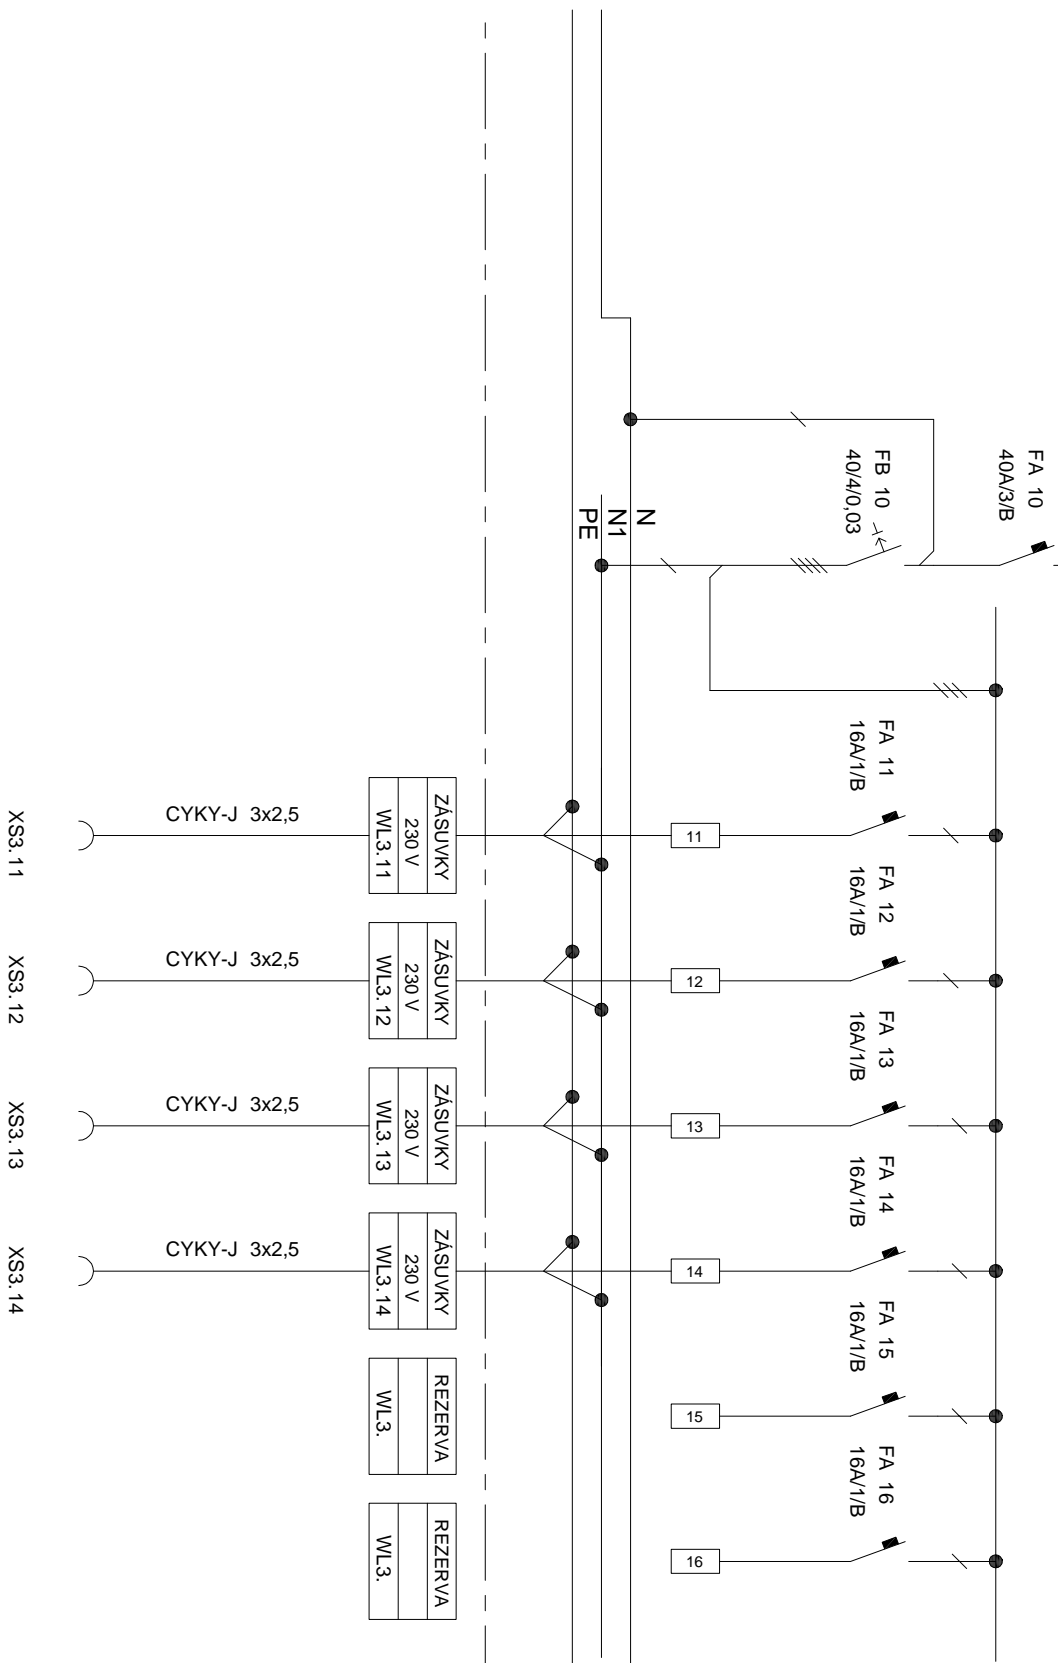 FA 10
40A/3/B
FB 10
40/4/0,03
N
N1
PE
FA 11
16A/1/B
FA 12
16A/1/B
FA 13
16A/1/B
FA 14
16A/1/B
FA 15
16A/1/B
FA 16
16A/1/B
11
12
13
14
15
16
ZÁSUVKY
230 V
WL3.11
ZÁSUVKY
230 V
WL3.12
ZÁSUVKY
230 V
WL3.13
ZÁSUVKY
230 V
WL3.14
REZERVA
WL3.
REZERVA
WL3.
CYKY-J 3x2,5
CYKY-J 3x2,5
CYKY-J 3x2,5
CYKY-J 3x2,5
XS3.11
XS3.12
XS3.13
XS3.14